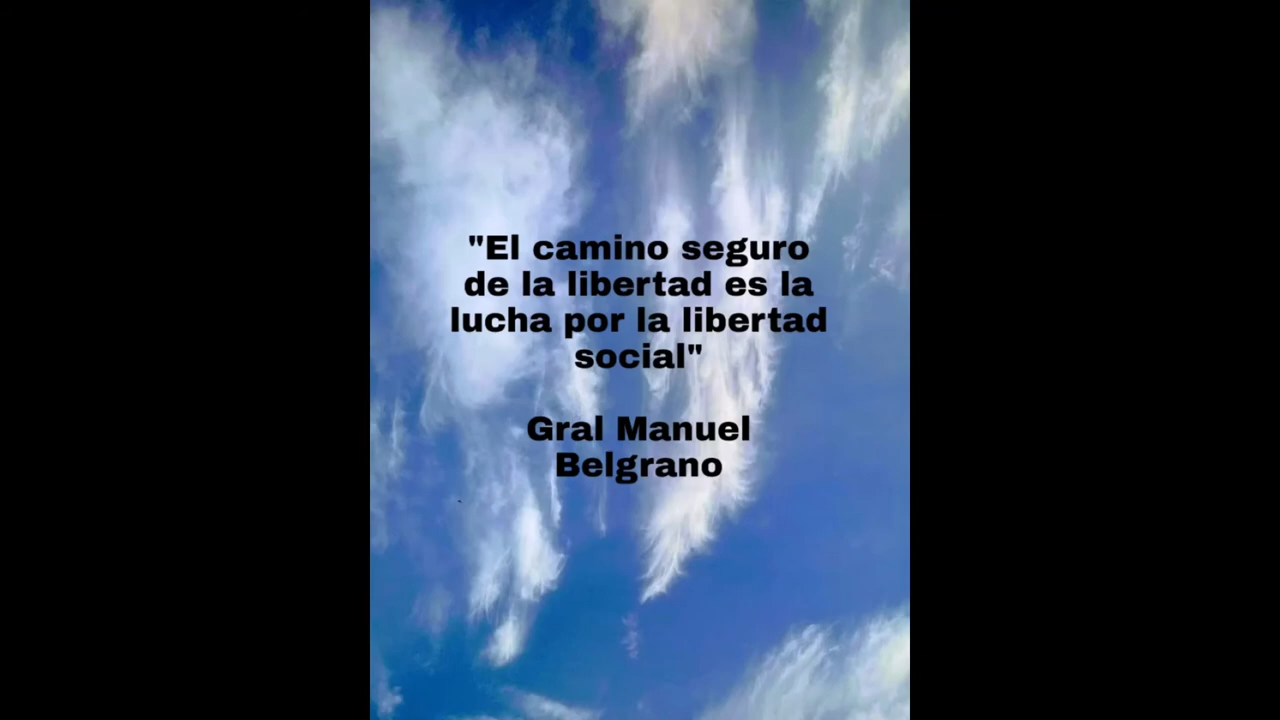 "El camino seguro
de la libertad es la
lucha por la libertad
social"
Gral Manuel
Belgrano